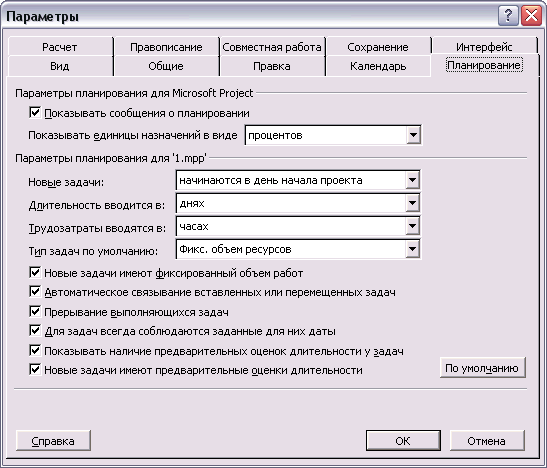 Параметры
Расчет Правописание Совместная работа Сохранение Интерфейс
Вид Общие Правка Календарь Планирование
Параметры планирования для Microsoft Project
Показывать сообщения о планировании
Показывать единицы назначений в виде процентов
Параметры планирования для '1.mpp'
Новые задачи: начинаются в день начала проекта
Длительность вводится в: днях
Трудозатраты вводятся в: часах
Тип задач по умолчанию: Фикс. объем ресурсов
Новые задачи имеют фиксированный объем работ
Автоматическое связывание вставленных или перемещенных задач
Прерывание выполняющихся задач
Для задач всегда соблюдаются заданные для них даты
Показывать наличие предварительных оценок длительности у задач
Новые задачи имеют предварительные оценки длительности
По умолчанию
Справка ОК Отмена